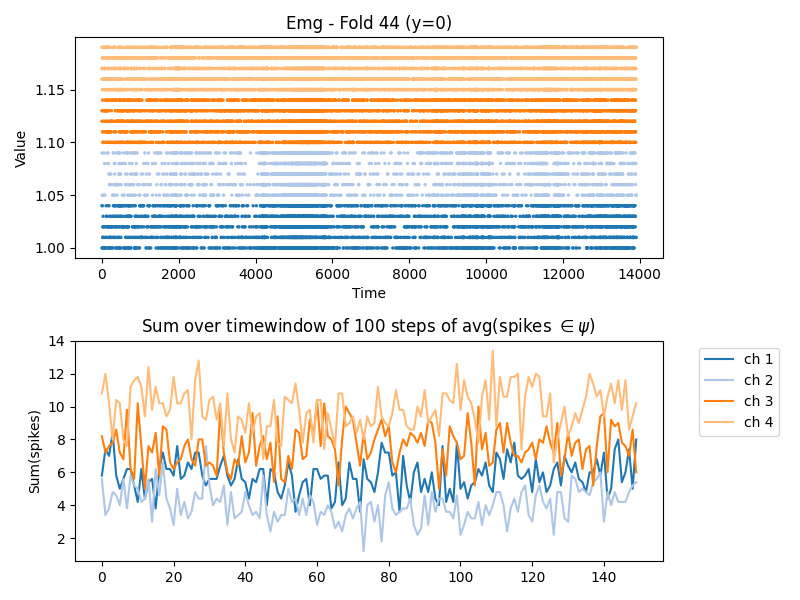 Emg - Fold 44 (y=0)
Value
1.15
1.10
1.05
1.00
0 2000 4000 6000 8000 10000 12000 14000
Time
Sum over timewindow of 100 steps of avg(spikes ∈ψ)
Sum(spikes)
14
12
10
8
6
4
2
0 20 40 60 80 100 120 140
ch 1
ch 2
ch 3
ch 4